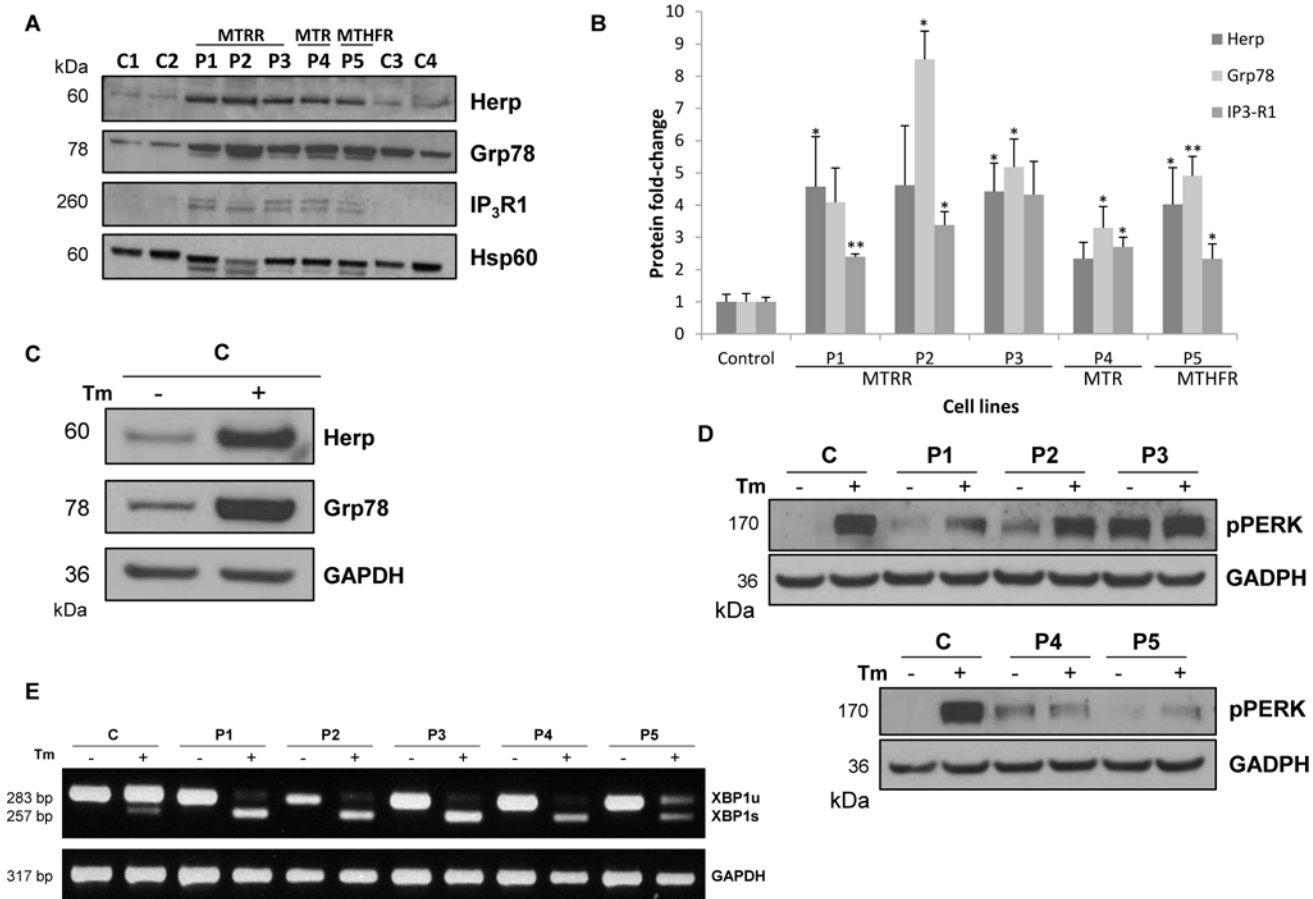 A
MTRR MTR MTHFR
C1 C2 P1 P2 P3 P4 P5 C3 C4
kDa
60 Herp
78 Grp78
260 IP3R1
60 Hsp60
B
Protein fold-change
10
9
8
7
6
5
4
3
2
1
0
* ** * * * * * * * ** *
Herp
Grp78
IP3-R1
Control P1 P2 P3 P4 P5
MTRR MTR MTHFR
Cell lines
C
C
Tm - +
60 Herp
78 Grp78
36 GAPDH
kDa
D
C P1 P2 P3
Tm - + - + - + - +
170 pPERK
36 GADPH
kDa
C P4 P5
Tm - + - + - +
170 pPERK
36 GADPH
kDa
E
C P1 P2 P3 P4 P5
Tm - + - + - + - + - + - +
283 bp XBP1u
257 bp XBP1s
317 bp GAPDH